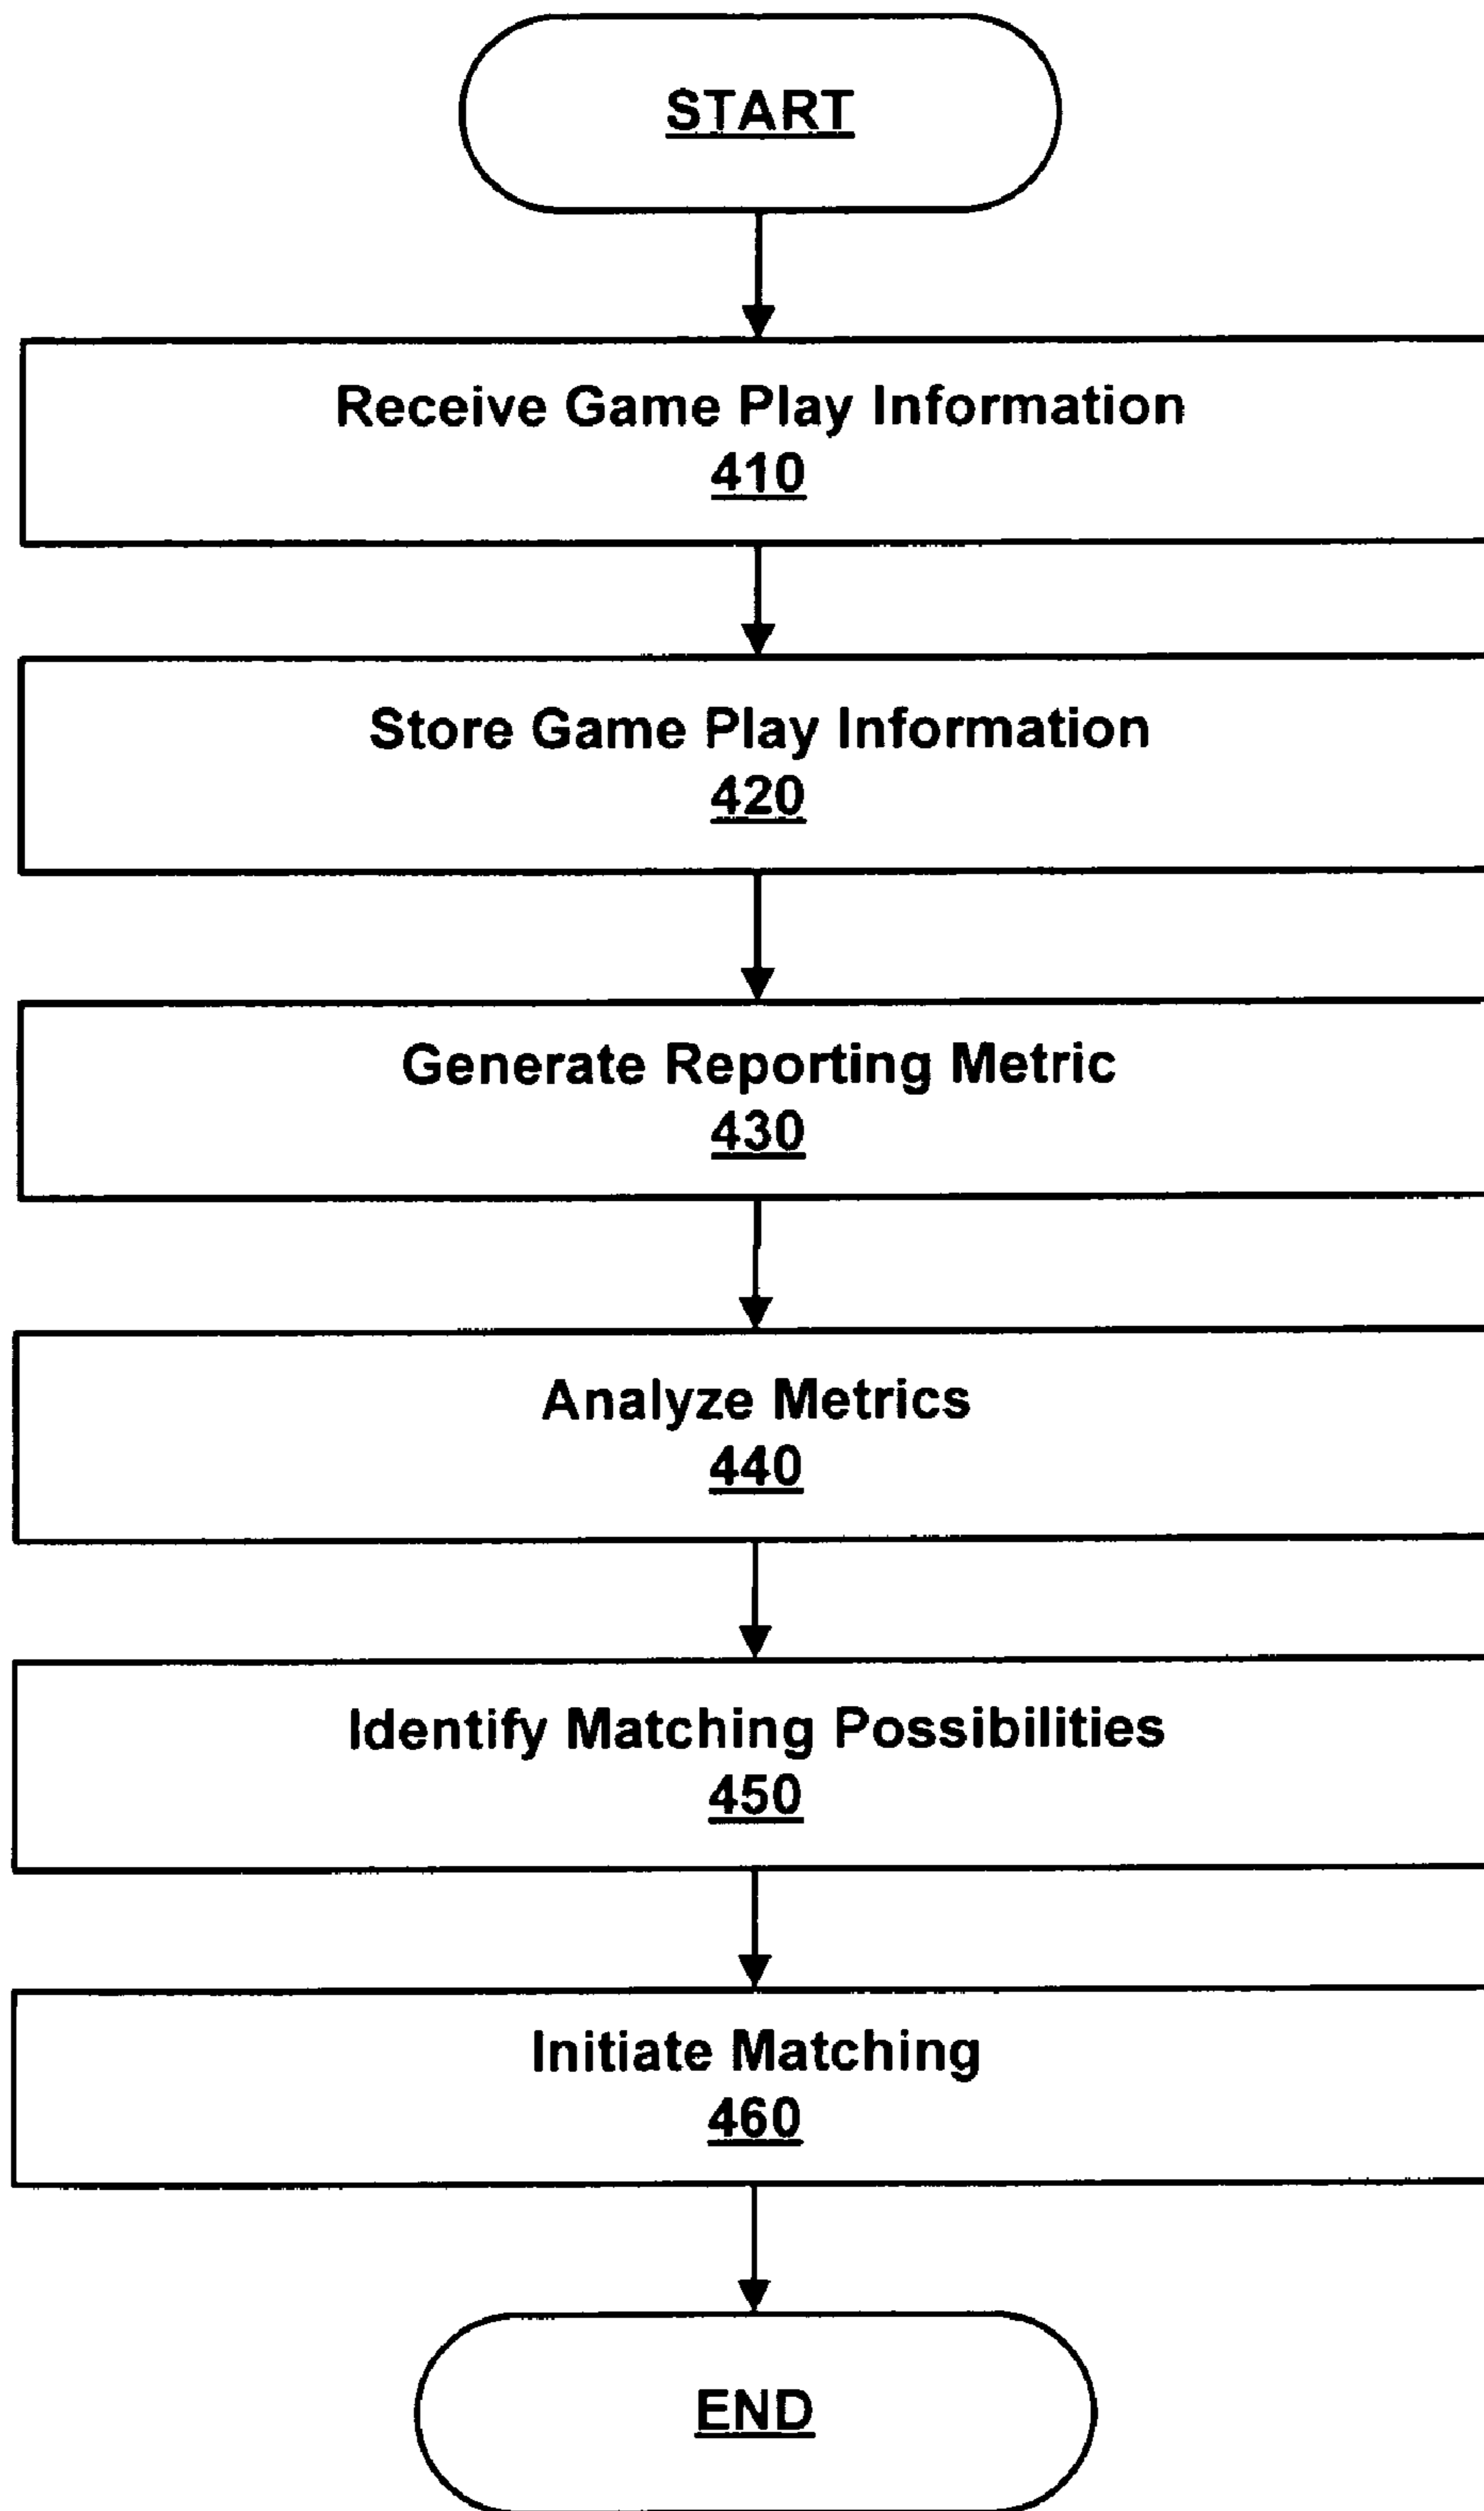 START
Receive Game Play Information
410
Store Game Play Information
420
Generate Reporting Metric
430
Analyze Metrics
440
Identify Matching Possibilities
450
Initiate Matching
460
END